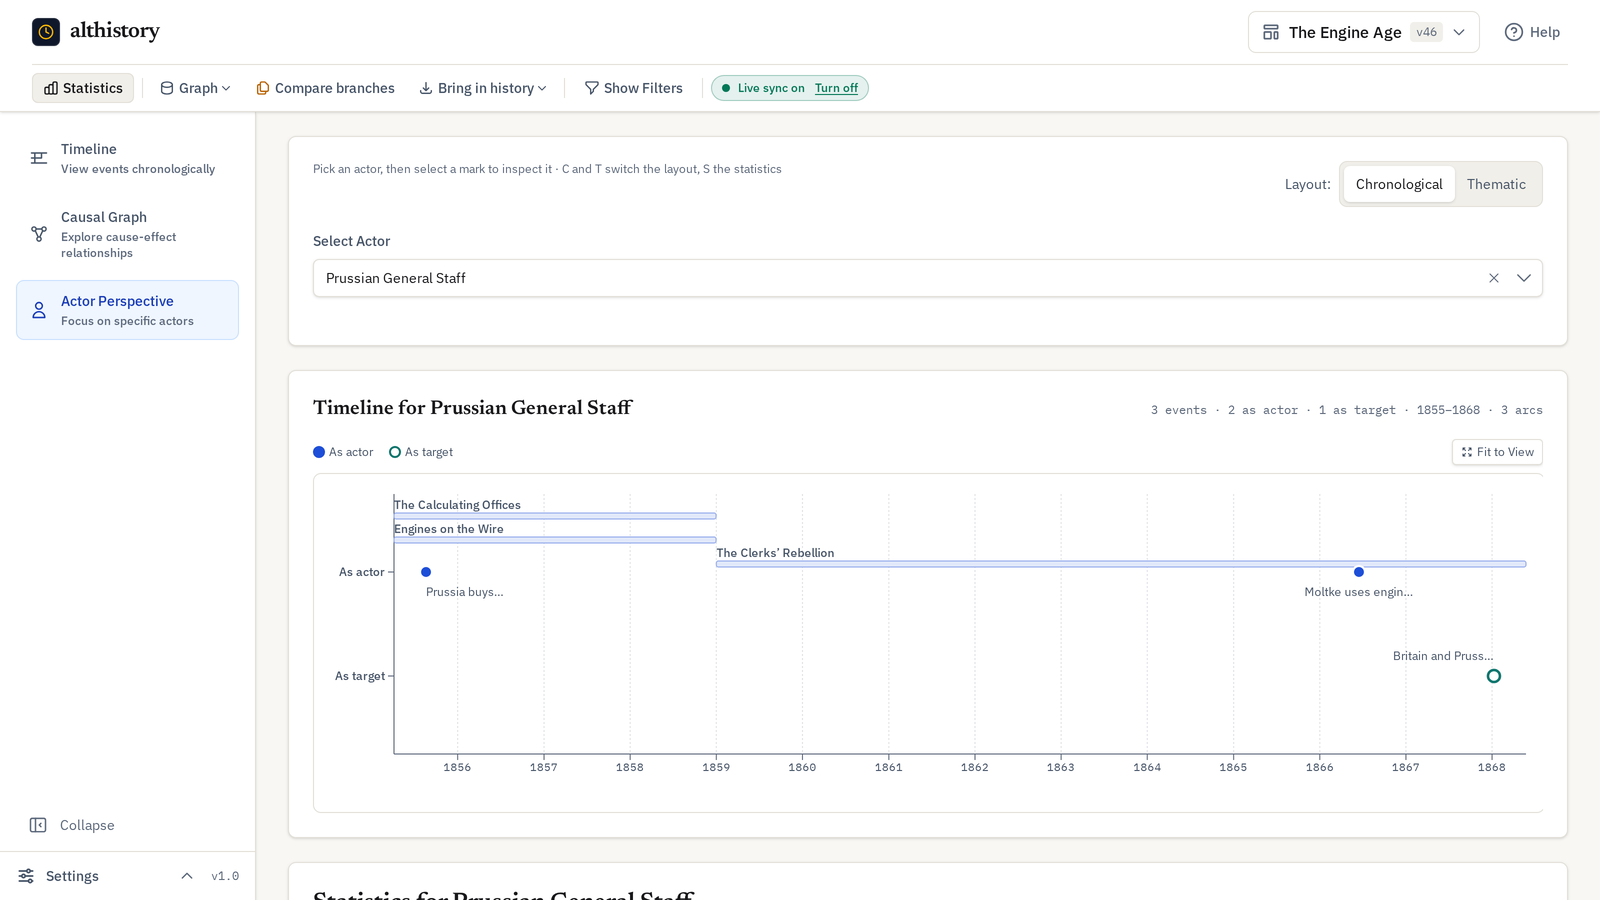 althistory
The Engine Age v46
Help
Statistics
Graph
Compare branches
Bring in history
Show Filters
Live sync on Turn off
Timeline
View events chronologically
Causal Graph
Explore cause-effect
relationships
Actor Perspective
Focus on specific actors
Collapse
Settings
v1.0
Pick an actor, then select a mark to inspect it · C and T switch the layout, S the statistics
Layout: Chronological Thematic
Select Actor
Prussian General Staff
Timeline for Prussian General Staff
3 events · 2 as actor · 1 as target · 1855–1868 · 3 arcs
As actor As target
Fit to View
The Calculating Offices
Engines on the Wire
The Clerks’ Rebellion
As actor
Prussia buys…
Moltke uses engin…
Britain and Pruss…
As target
1856 1857 1858 1859 1860 1861 1862 1863 1864 1865 1866 1867 1868
Statistics for Prussian General Staff